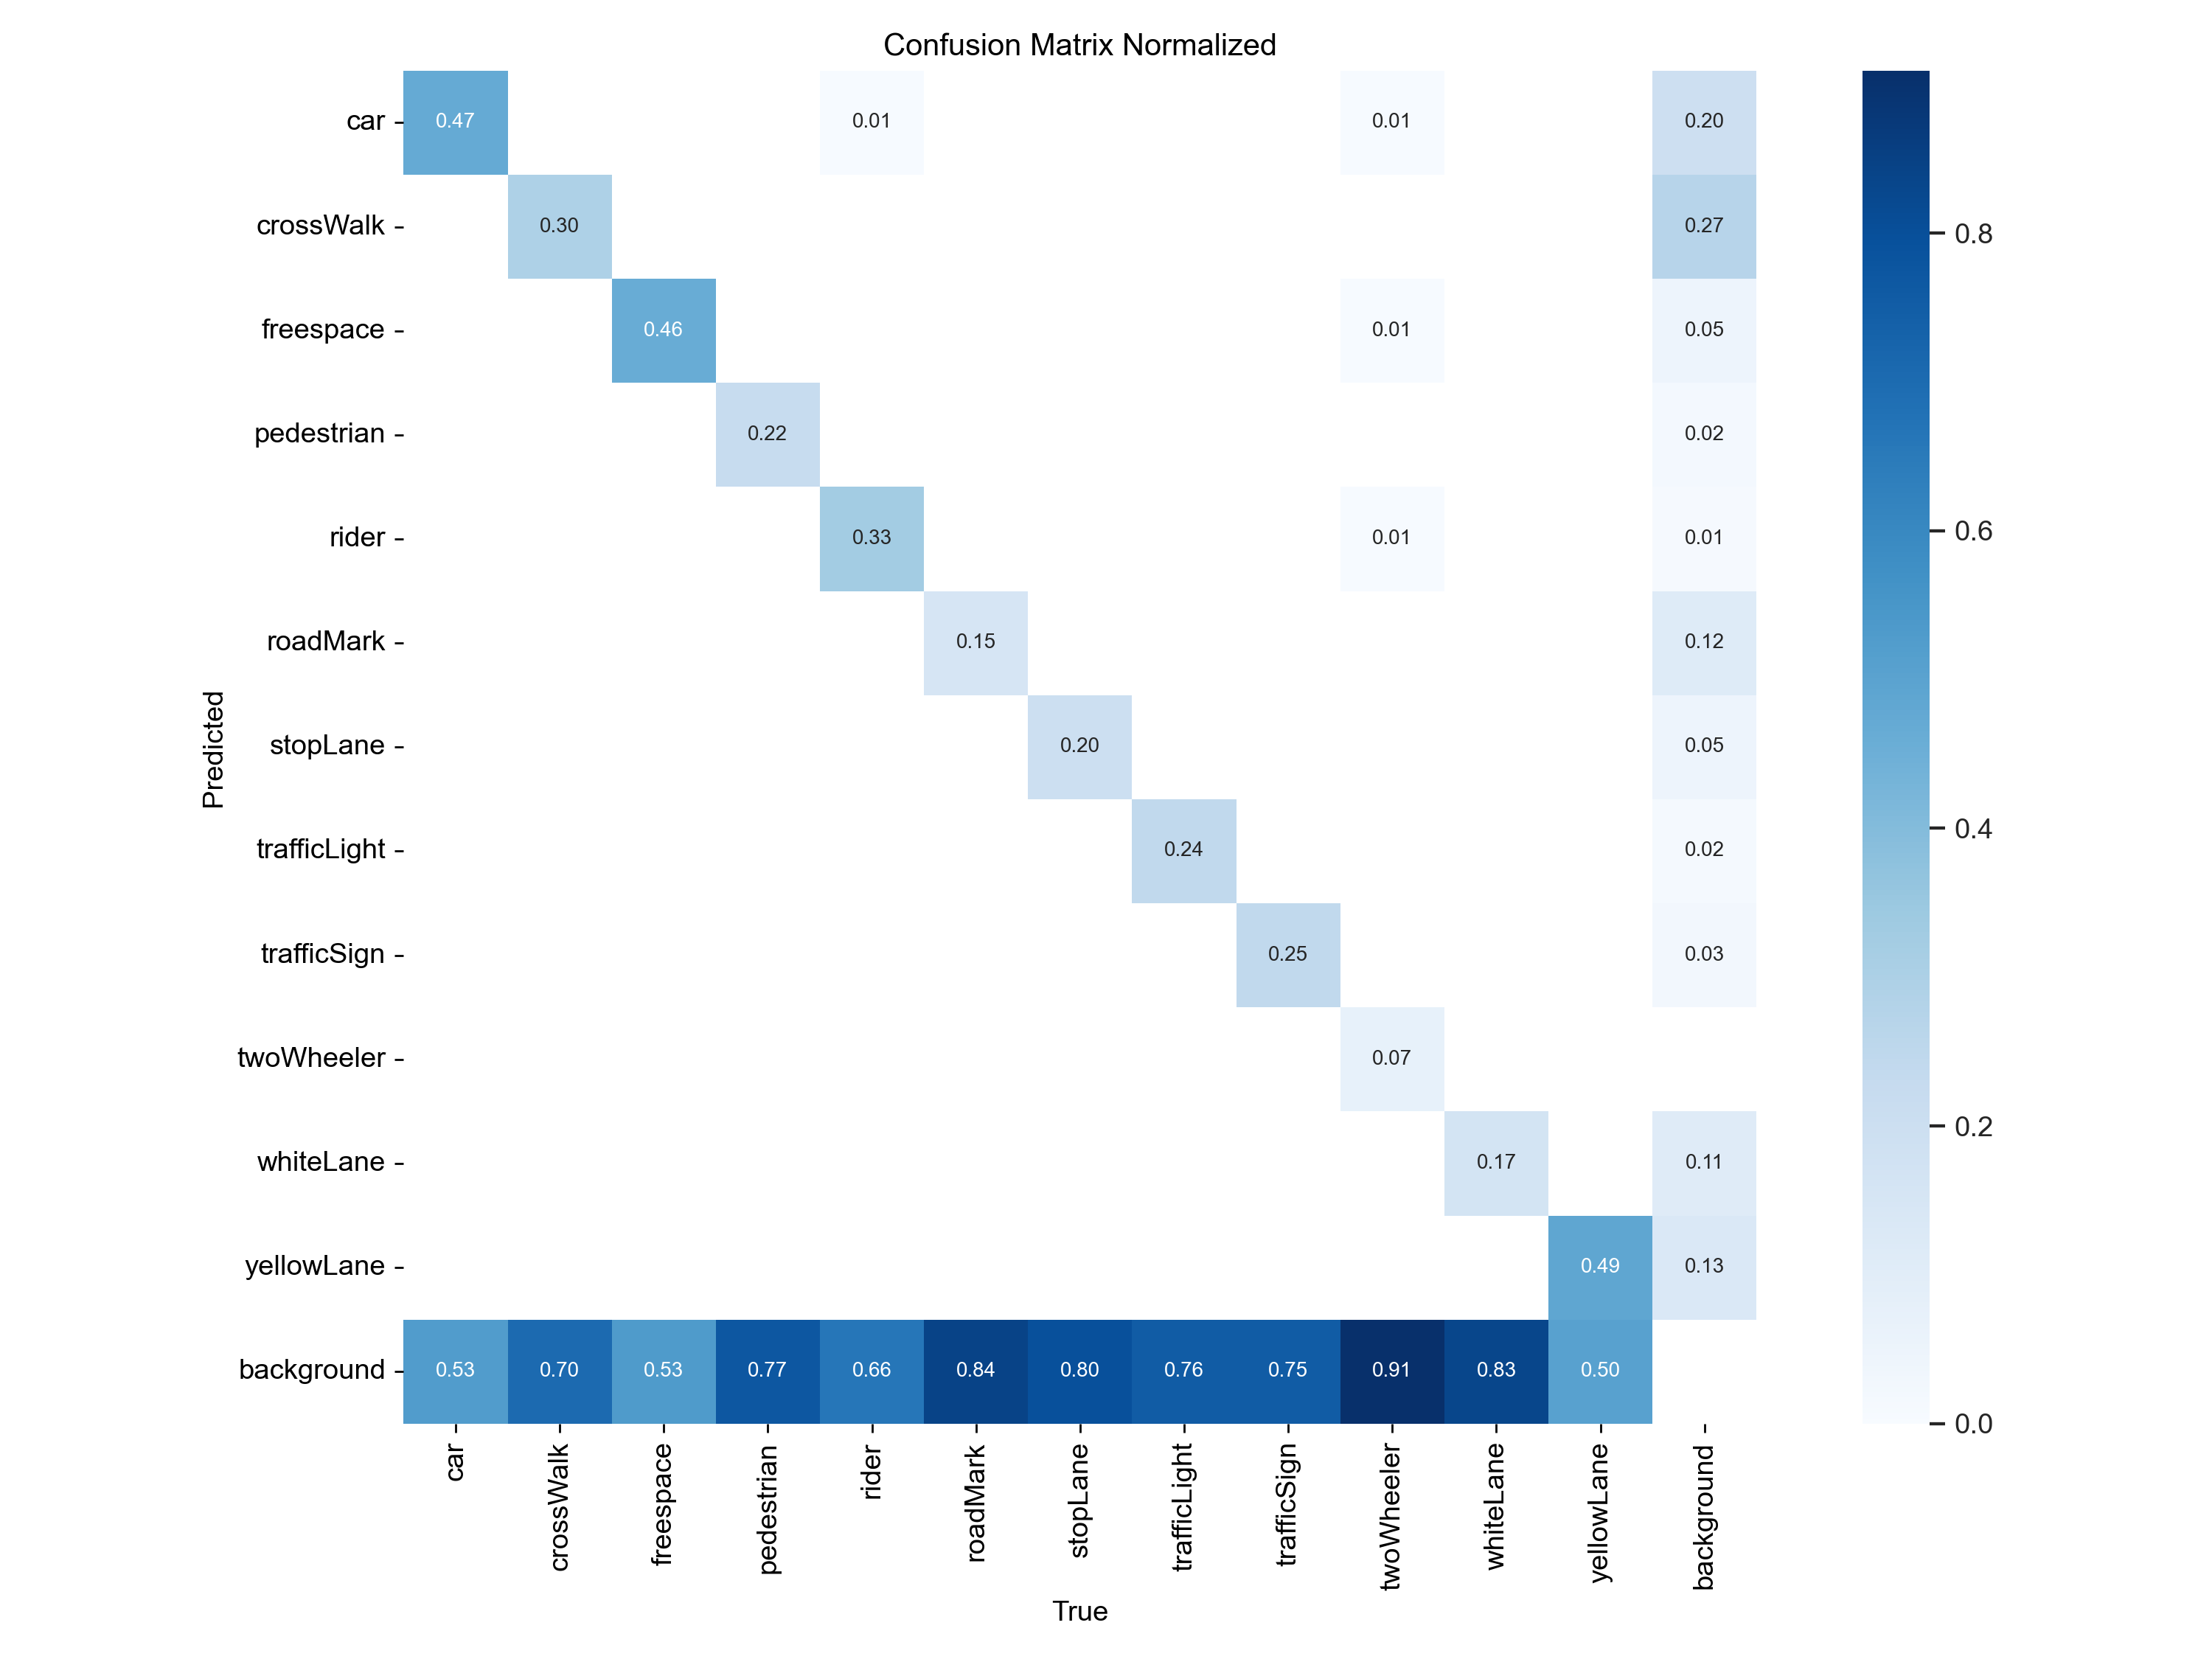 Confusion Matrix Normalized
car 0.47 0.01 0.01 0.20
crossWalk 0.30 0.27
freespace 0.46 0.01 0.05
pedestrian 0.22 0.02
rider 0.33 0.01 0.01
roadMark 0.15 0.12
stopLane 0.20 0.05
trafficLight 0.24 0.02
trafficSign 0.25 0.03
twoWheeler 0.07
whiteLane 0.17 0.11
yellowLane 0.49 0.13
background 0.53 0.70 0.53 0.77 0.66 0.84 0.80 0.76 0.75 0.91 0.83 0.50
Predicted
car crossWalk freespace pedestrian rider roadMark stopLane trafficLight trafficSign twoWheeler whiteLane yellowLane background
True
0.8
0.6
0.4
0.2
0.0